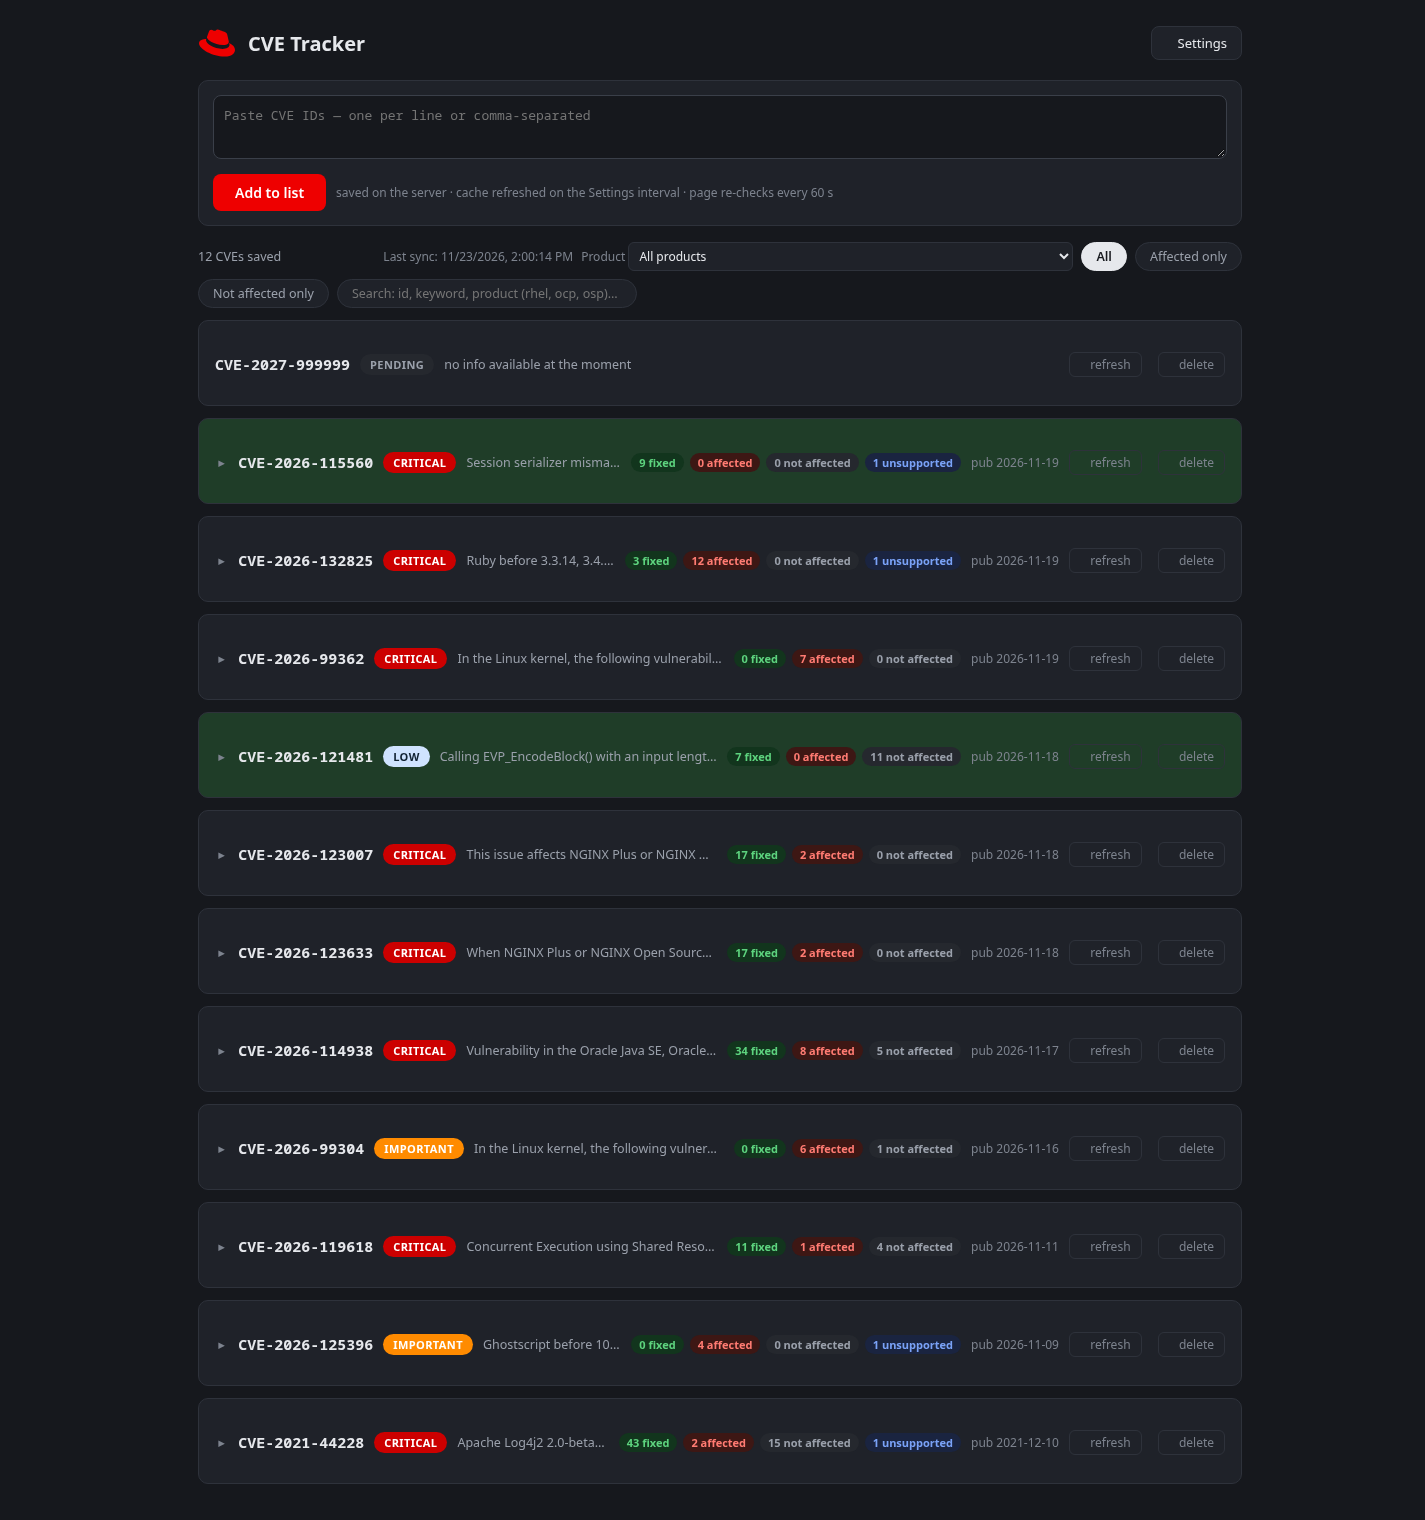 CVE Tracker
Settings
Paste CVE IDs — one per line or comma-separated
Add to list saved on the server · cache refreshed on the Settings interval · page re-checks every 60 s
12 CVEs saved Last sync: 11/23/2026, 2:00:14 PM Product All products All Affected only
Not affected only Search: id, keyword, product (rhel, ocp, osp)...
CVE-2027-999999 PENDING no info available at the moment refresh delete
CVE-2026-115560 CRITICAL Session serializer misma... 9 fixed 0 affected 0 not affected 1 unsupported pub 2026-11-19 refresh delete
CVE-2026-132825 CRITICAL Ruby before 3.3.14, 3.4.... 3 fixed 12 affected 0 not affected 1 unsupported pub 2026-11-19 refresh delete
CVE-2026-99362 CRITICAL In the Linux kernel, the following vulnerabil... 0 fixed 7 affected 0 not affected pub 2026-11-19 refresh delete
CVE-2026-121481 LOW Calling EVP_EncodeBlock() with an input lengt... 7 fixed 0 affected 11 not affected pub 2026-11-18 refresh delete
CVE-2026-123007 CRITICAL This issue affects NGINX Plus or NGINX ... 17 fixed 2 affected 0 not affected pub 2026-11-18 refresh delete
CVE-2026-123633 CRITICAL When NGINX Plus or NGINX Open Sourc... 17 fixed 2 affected 0 not affected pub 2026-11-18 refresh delete
CVE-2026-114938 CRITICAL Vulnerability in the Oracle Java SE, Oracle... 34 fixed 8 affected 5 not affected pub 2026-11-17 refresh delete
CVE-2026-99304 IMPORTANT In the Linux kernel, the following vulner... 0 fixed 6 affected 1 not affected pub 2026-11-16 refresh delete
CVE-2026-119618 CRITICAL Concurrent Execution using Shared Reso... 11 fixed 1 affected 4 not affected pub 2026-11-11 refresh delete
CVE-2026-125396 IMPORTANT Ghostscript before 10... 0 fixed 4 affected 0 not affected 1 unsupported pub 2026-11-09 refresh delete
CVE-2021-44228 CRITICAL Apache Log4j2 2.0-beta... 43 fixed 2 affected 15 not affected 1 unsupported pub 2021-12-10 refresh delete